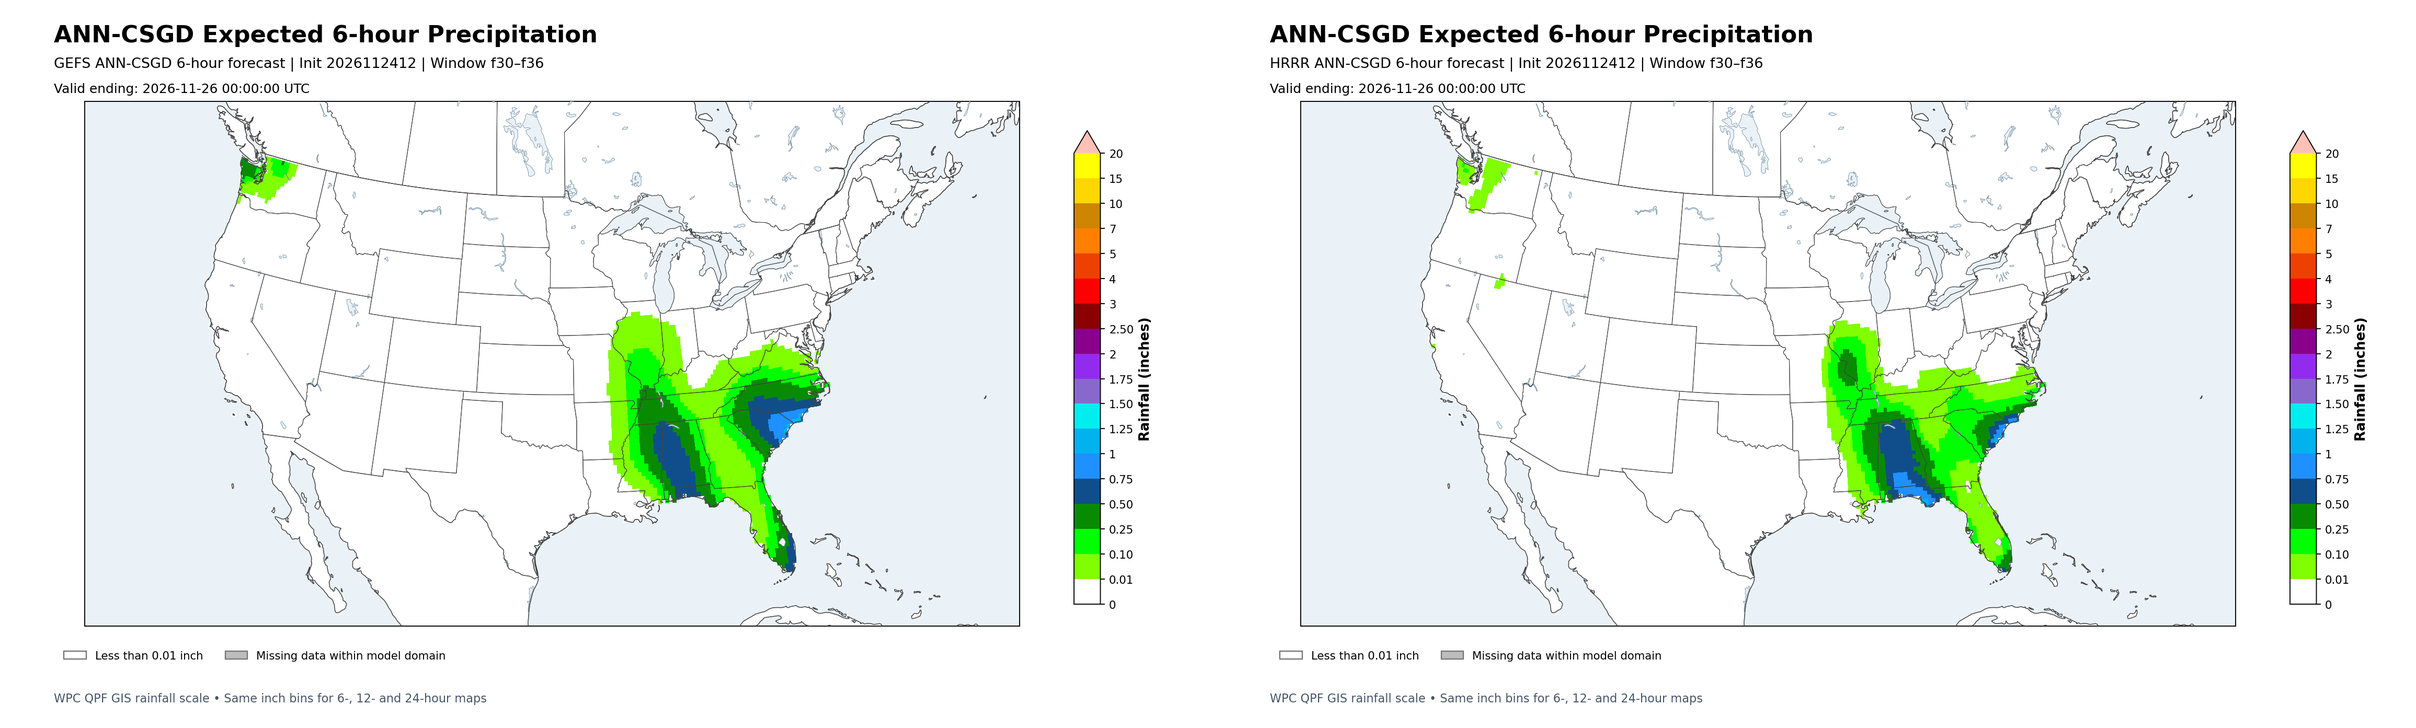 ANN-CSGD Expected 6-hour Precipitation
GEFS ANN-CSGD 6-hour forecast | Init 2026112412 | Window f30–f36
Valid ending: 2026-11-26 00:00:00 UTC
20
15
10
7
5
4
3
2.50
2
1.75
1.50
1.25
1
0.75
0.50
0.25
0.10
0.01
0
Rainfall (inches)
Less than 0.01 inch
Missing data within model domain
WPC QPF GIS rainfall scale • Same inch bins for 6-, 12- and 24-hour maps
ANN-CSGD Expected 6-hour Precipitation
HRRR ANN-CSGD 6-hour forecast | Init 2026112412 | Window f30–f36
Valid ending: 2026-11-26 00:00:00 UTC
20
15
10
7
5
4
3
2.50
2
1.75
1.50
1.25
1
0.75
0.50
0.25
0.10
0.01
0
Rainfall (inches)
Less than 0.01 inch
Missing data within model domain
WPC QPF GIS rainfall scale • Same inch bins for 6-, 12- and 24-hour maps